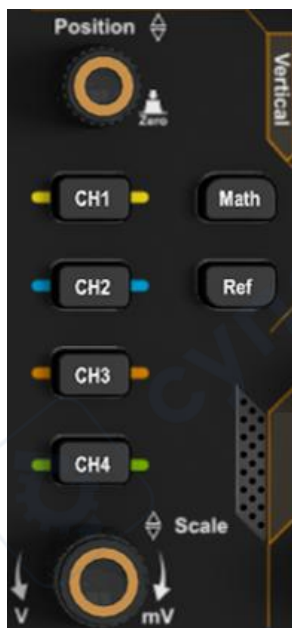 Position
Zero
Vertical
CH1
Math
CH2
Ref
CH3
CH4
Scale
V
mV